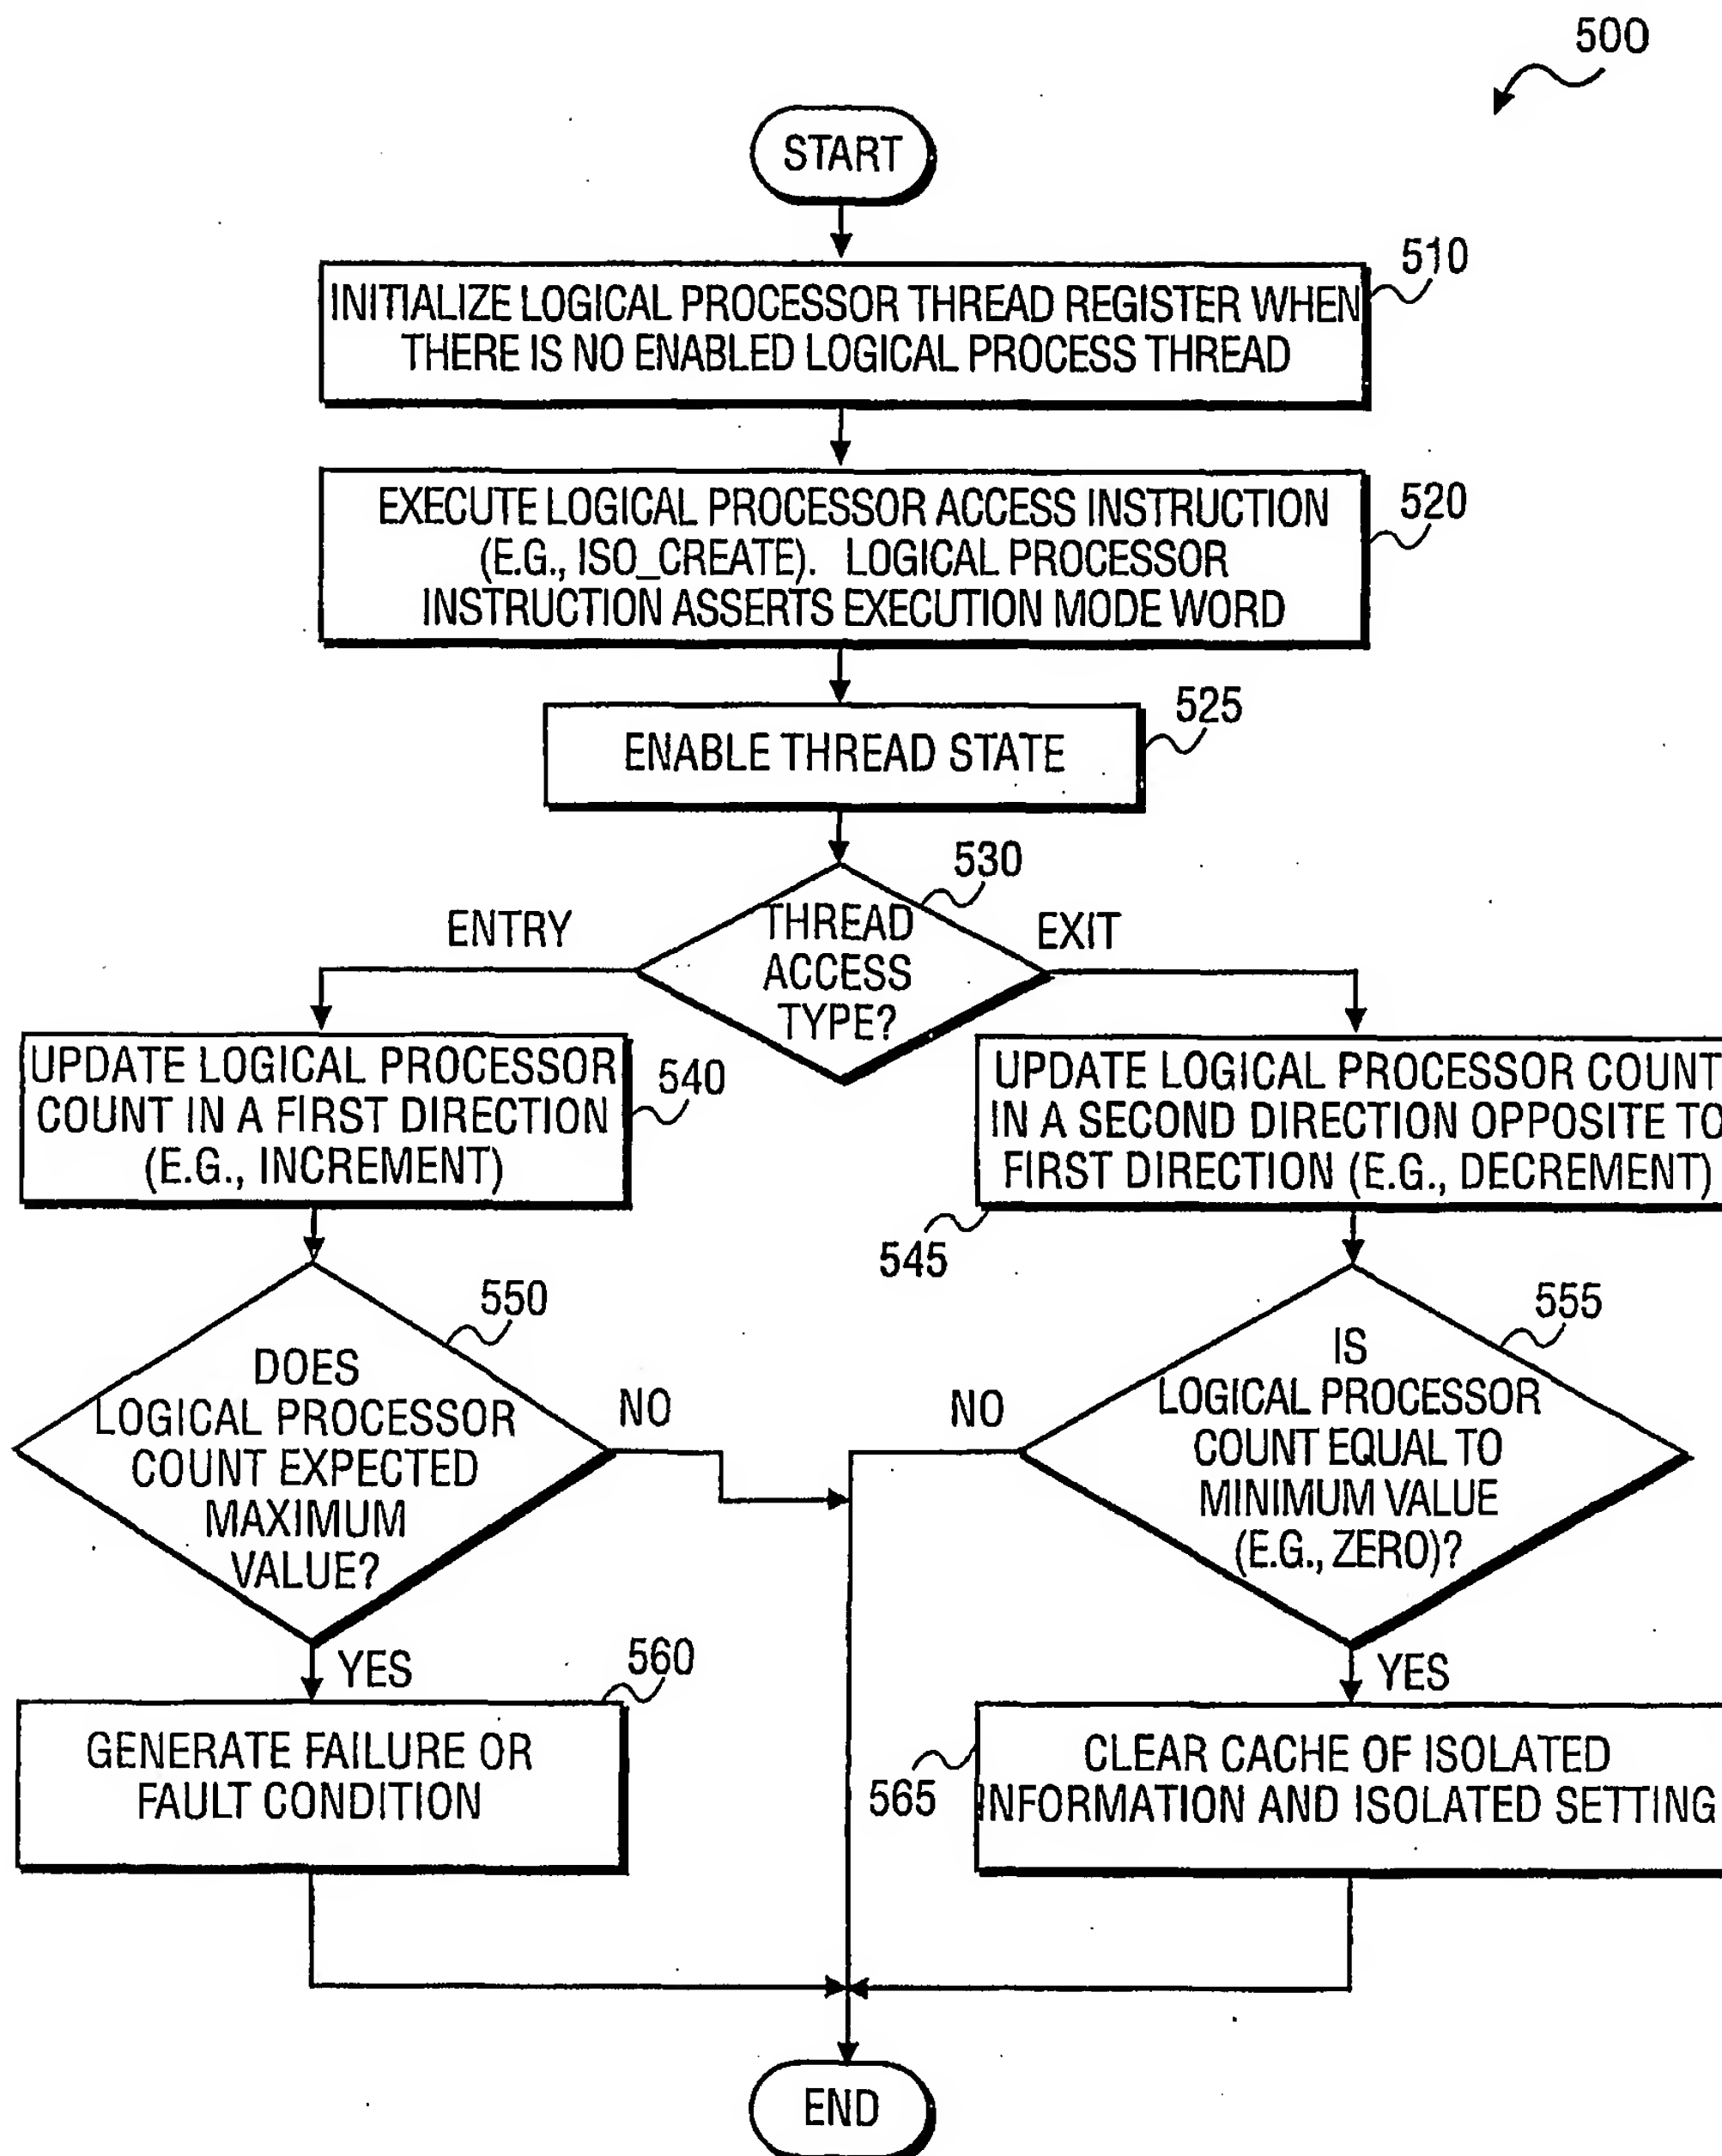 500
START
510
INITIALIZE LOGICAL PROCESSOR THREAD REGISTER WHEN
THERE IS NO ENABLED LOGICAL PROCESS THREAD
520
EXECUTE LOGICAL PROCESSOR ACCESS INSTRUCTION
(E.G., ISO_CREATE). LOGICAL PROCESSOR
INSTRUCTION ASSERTS EXECUTION MODE WORD
525
ENABLE THREAD STATE
530
THREAD
ACCESS
TYPE?
ENTRY
EXIT
UPDATE LOGICAL PROCESSOR
COUNT IN A FIRST DIRECTION
(E.G., INCREMENT)
540
UPDATE LOGICAL PROCESSOR COUNT
IN A SECOND DIRECTION OPPOSITE TO
FIRST DIRECTION (E.G., DECREMENT)
545
550
DOES
LOGICAL PROCESSOR
COUNT EXPECTED
MAXIMUM
VALUE?
NO
YES
555
IS
LOGICAL PROCESSOR
COUNT EQUAL TO
MINIMUM VALUE
(E.G., ZERO)?
NO
YES
560
GENERATE FAILURE OR
FAULT CONDITION
565
CLEAR CACHE OF ISOLATED
INFORMATION AND ISOLATED SETTING
END